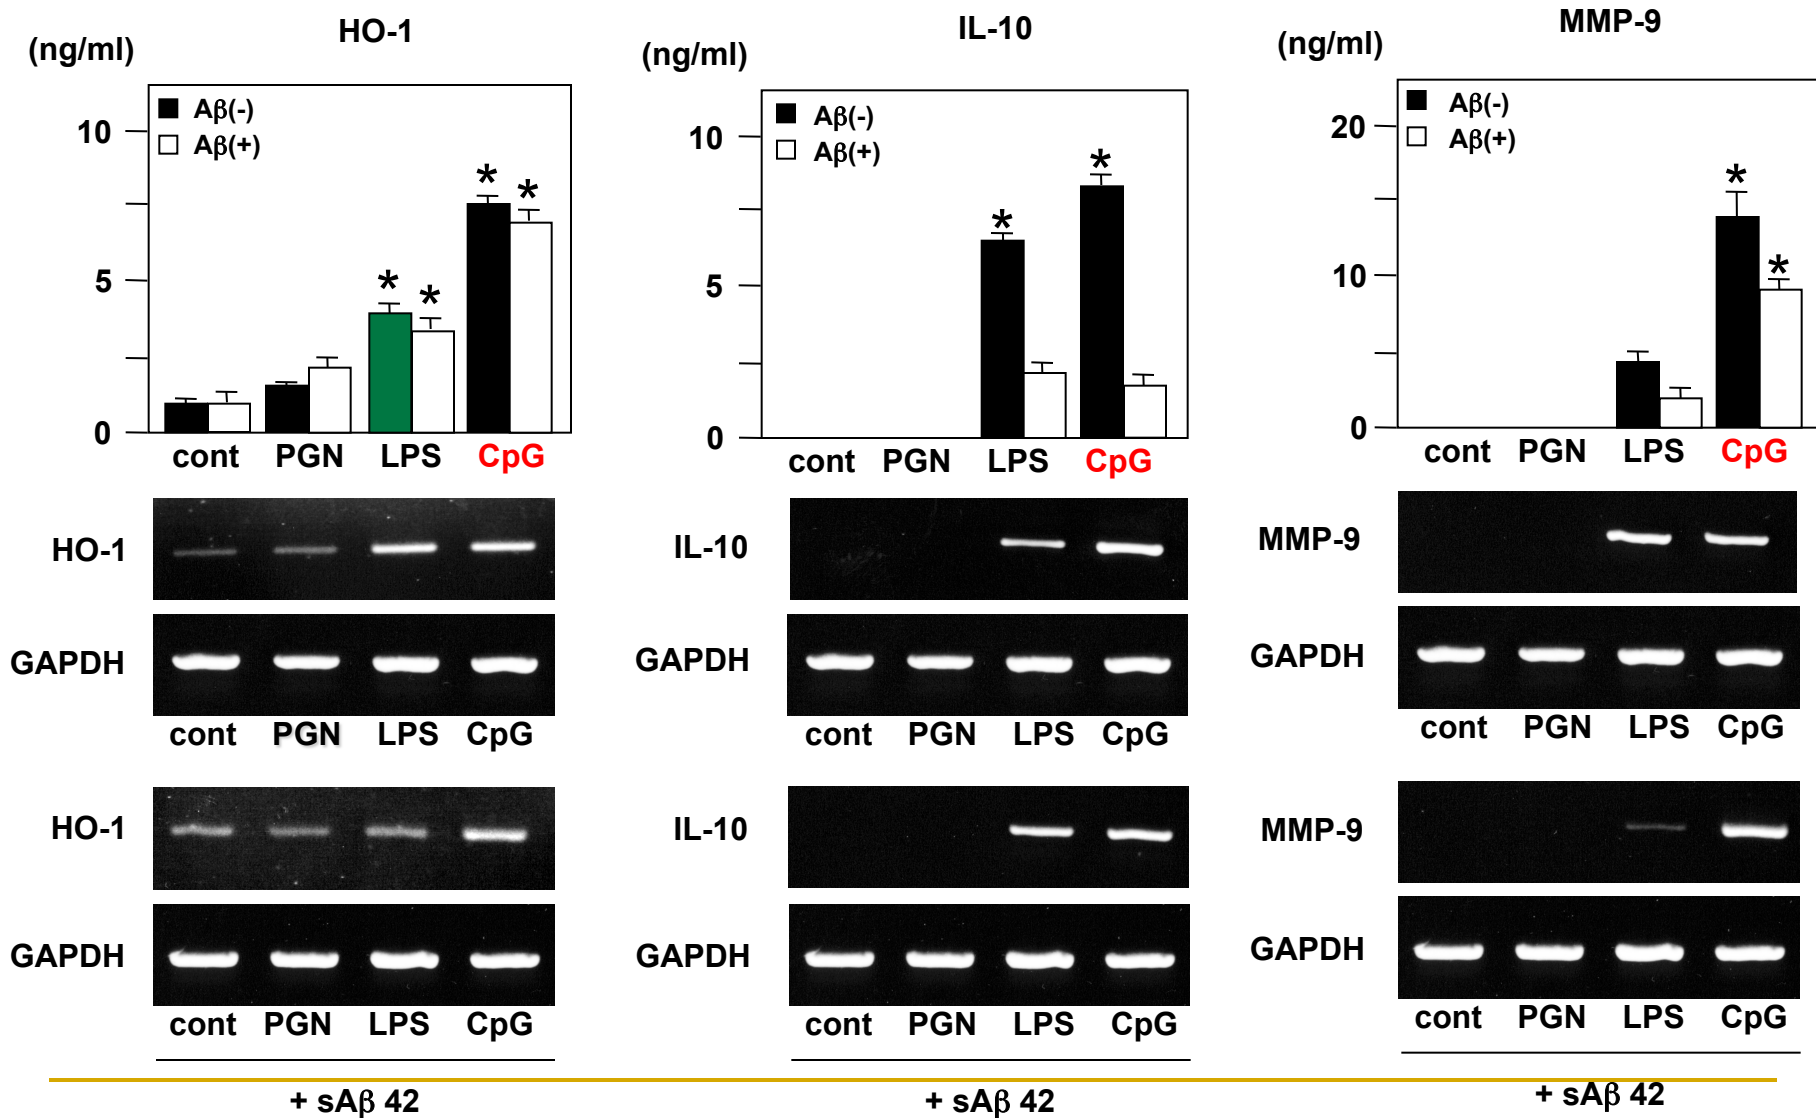 HO-1
(ng/ml)
Aβ(-)
Aβ(+)
10
5
0
* * * *
cont PGN LPS CpG
HO-1
GAPDH
cont PGN LPS CpG
HO-1
GAPDH
cont PGN LPS CpG
+ sAβ 42
IL-10
(ng/ml)
Aβ(-)
Aβ(+)
10
5
0
* *
cont PGN LPS CpG
IL-10
GAPDH
cont PGN LPS CpG
IL-10
GAPDH
cont PGN LPS CpG
+ sAβ 42
MMP-9
(ng/ml)
Aβ(-)
Aβ(+)
20
10
0
* *
cont PGN LPS CpG
MMP-9
GAPDH
cont PGN LPS CpG
MMP-9
GAPDH
cont PGN LPS CpG
+ sAβ 42